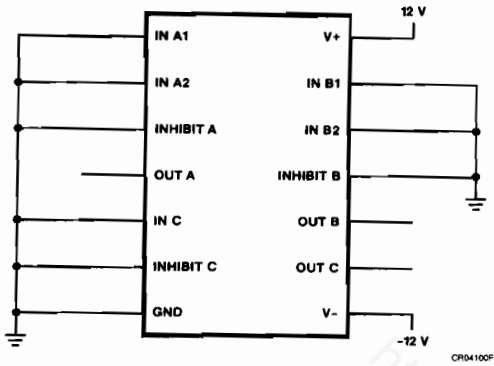 12 V
IN A1
V+
IN A2
IN B1
INHIBIT A
IN B2
OUT A
INHIBIT B
IN C
OUT B
INHIBIT C
OUT C
GND
V-
-12 V
CR04100F